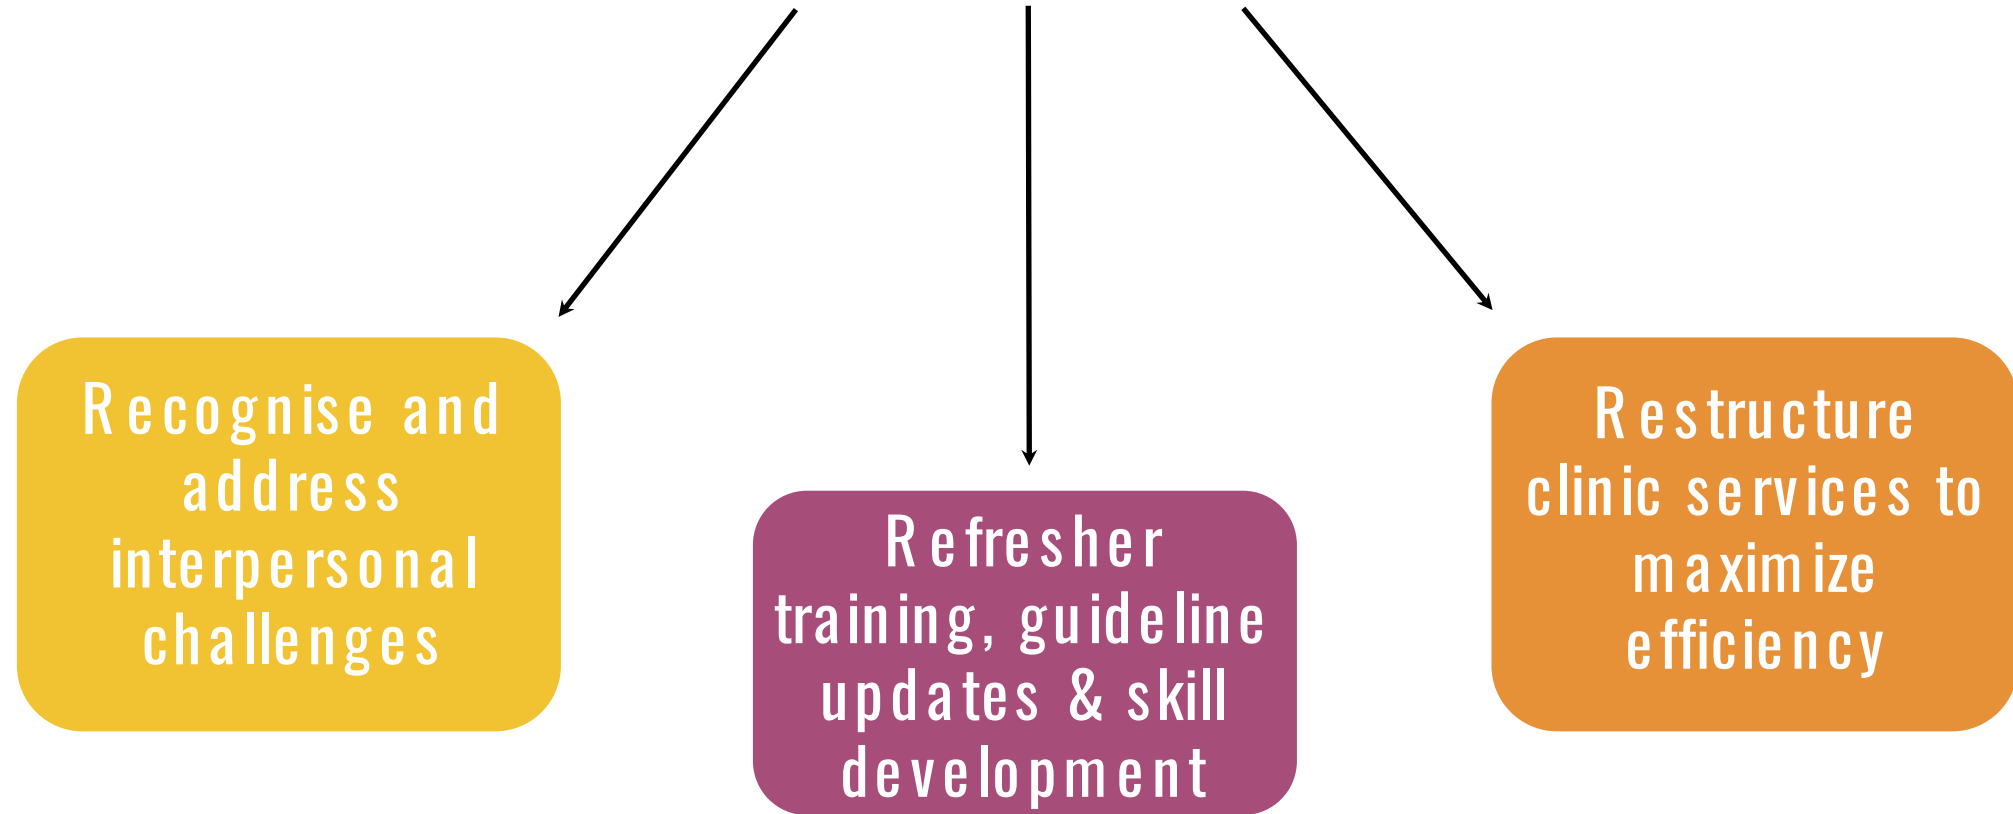 Recognise and
address
interpersonal
challenges
Refresher
training, guideline
updates & skill
development
Restructure
clinic services to
maximize
efficiency